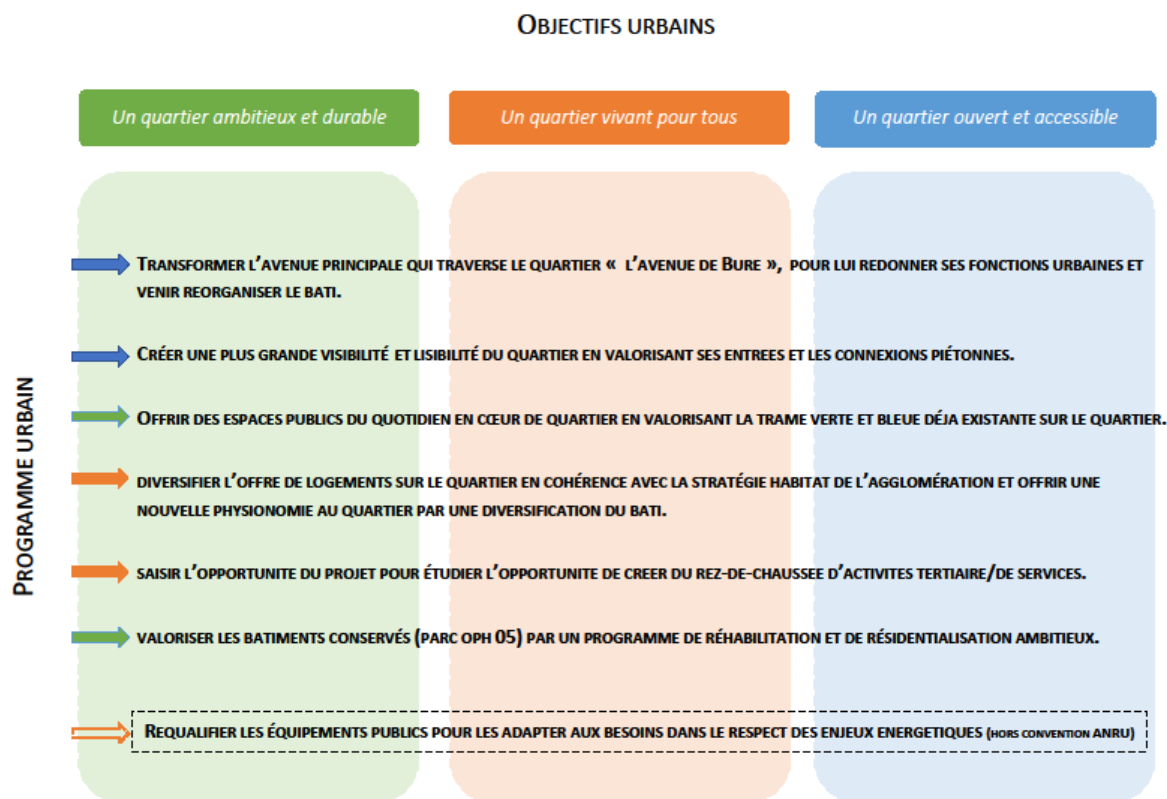 OBJECTIFS URBAINS
Un quartier ambitieux et durable
Un quartier vivant pour tous
Un quartier ouvert et accessible
PROGRAMME URBAIN
TRANSFORMER L'AVENUE PRINCIPALE QUI TRAVERSE LE QUARTIER « L'AVENUE DE BURE », POUR LUI REDONNER SES FONCTIONS URBAINES ET
VENIR REORGANISER LE BATI.
CRÉER UNE PLUS GRANDE VISIBILITÉ ET LISIBILITÉ DU QUARTIER EN VALORISANT SES ENTREES ET LES CONNEXIONS PIÉTONNES.
OFFRIR DES ESPACES PUBLICS DU QUOTIDIEN EN CŒUR DE QUARTIER EN VALORISANT LA TRAME VERTE ET BLEUE DÉJA EXISTANTE SUR LE QUARTIER.
DIVERSIFIER L'OFFRE DE LOGEMENTS SUR LE QUARTIER EN COHÉRENCE AVEC LA STRATÉGIE HABITAT DE L'AGGLOMÉRATION ET OFFRIR UNE
NOUVELLE PHYSIONOMIE AU QUARTIER PAR UNE DIVERSIFICATION DU BATI.
SAISIR L'OPPORTUNITE DU PROJET POUR ÉTUDIER L'OPPORTUNITE DE CREER DU REZ-DE-CHAUSSEE D'ACTIVITES TERTIAIRE/DE SERVICES.
VALORISER LES BATIMENTS CONSERVÉS (PARC OPH 05) PAR UN PROGRAMME DE RÉHABILITATION ET DE RÉSIDENTIALISATION AMBITIEUX.
REQUALIFIER LES ÉQUIPEMENTS PUBLICS POUR LES ADAPTER AUX BESOINS DANS LE RESPECT DES ENJEUX ENERGETIQUES (HORS CONVENTION ANRU)